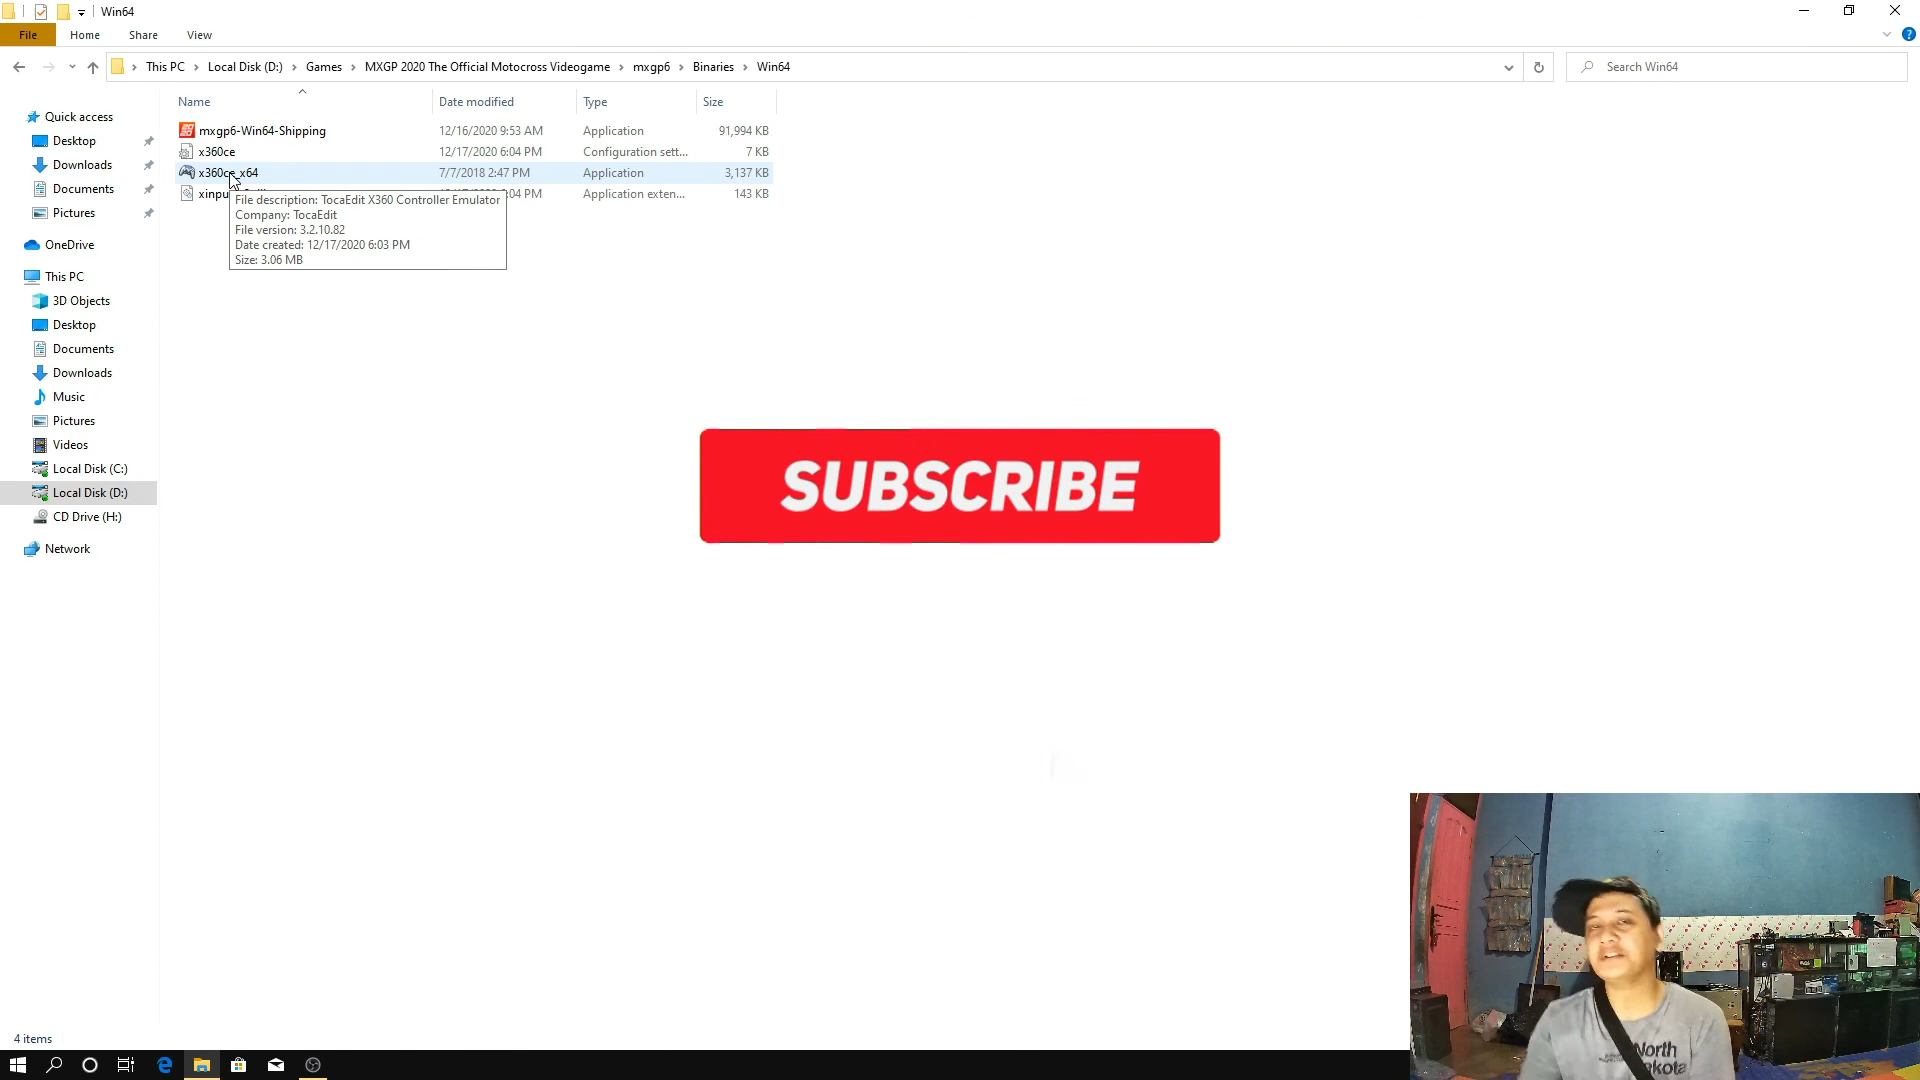 Win64
File Home Share View
This PC Local Disk (D:) Games MXGP 2020 The Official Motocross Videogame mxgp6 Binaries Win64
Search Win64
Name Date modified Type Size
mxgp6-Win64-Shipping 12/16/2020 9:53 AM Application 91,994 KB
x360ce 12/17/2020 6:04 PM Configuration sett... 7 KB
x360ce_x64 7/7/2018 2:47 PM Application 3,137 KB
xinpu :04 PM Application exten... 143 KB
File description: TocaEdit X360 Controller Emulator
Company: TocaEdit
File version: 3.2.10.82
Date created: 12/17/2020 6:03 PM
Size: 3.06 MB
Quick access
Desktop
Downloads
Documents
Pictures
OneDrive
This PC
3D Objects
Desktop
Documents
Downloads
Music
Pictures
Videos
Local Disk (C:)
Local Disk (D:)
CD Drive (H:)
Network
SUBSCRIBE
North
akota
4 items